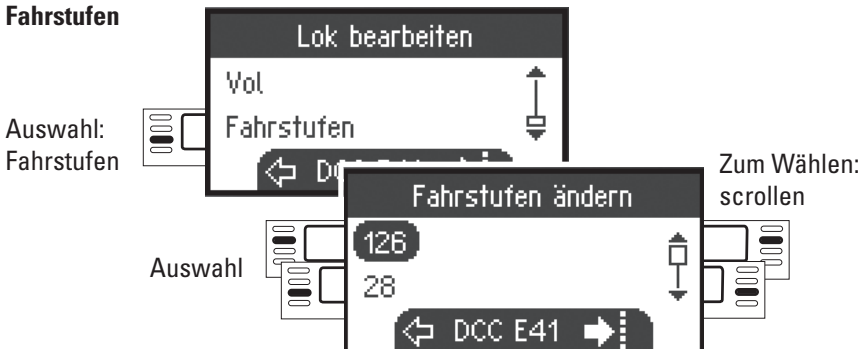 Fahrstufen
Lok bearbeiten
Vol
Fahrstufen
Auswahl:
Fahrstufen
Fahrstufen ändern
126
28
DCC E41
Zum Wählen:
scrollen
Auswahl